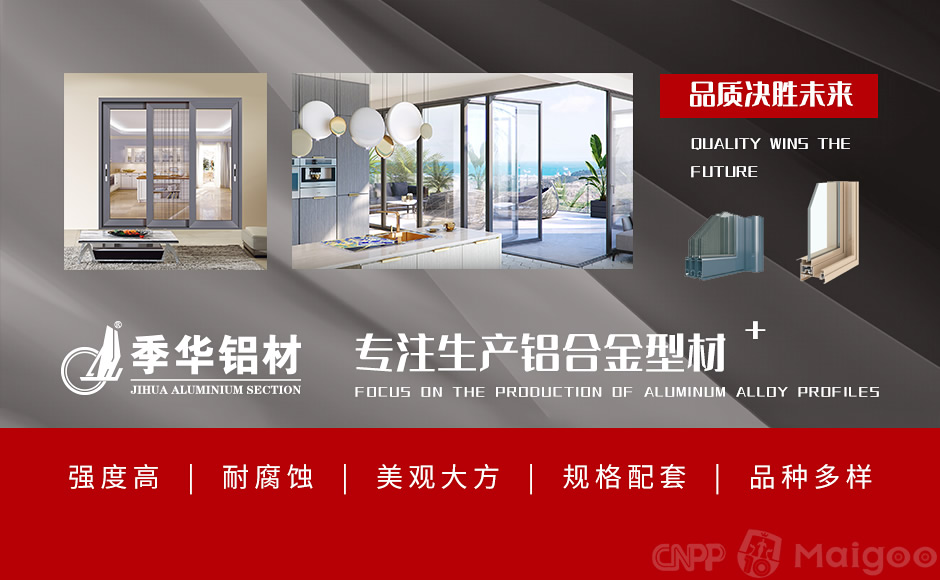 品质决胜未来
QUALITY WINS THE
FUTURE
季华铝材
®
JIHUA ALUMINIUM SECTION
专注生产铝合金型材 +
FOCUS ON THE PRODUCTION OF ALUMINUM ALLOY PROFILES
强度高 | 耐腐蚀 | 美观大方 | 规格配套 | 品种多样
CNPP Maigoo